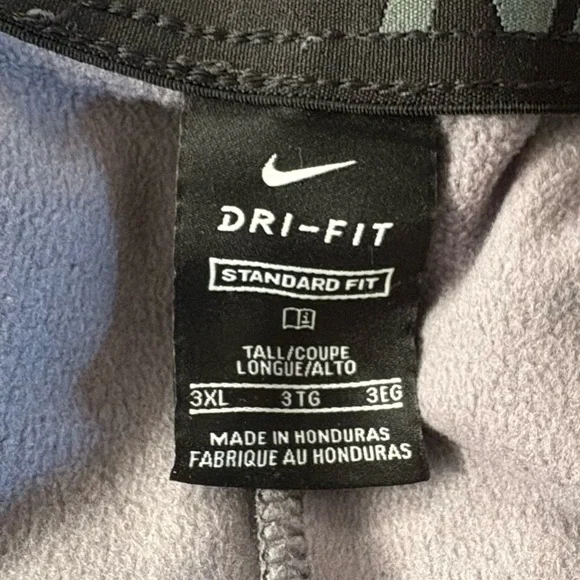 DRI-FIT
STANDARD FIT
TALL/COUPE
LONGUE/ALTO
3XL 3TG 3EG
MADE IN HONDURAS
FABRIQUE AU HONDURAS